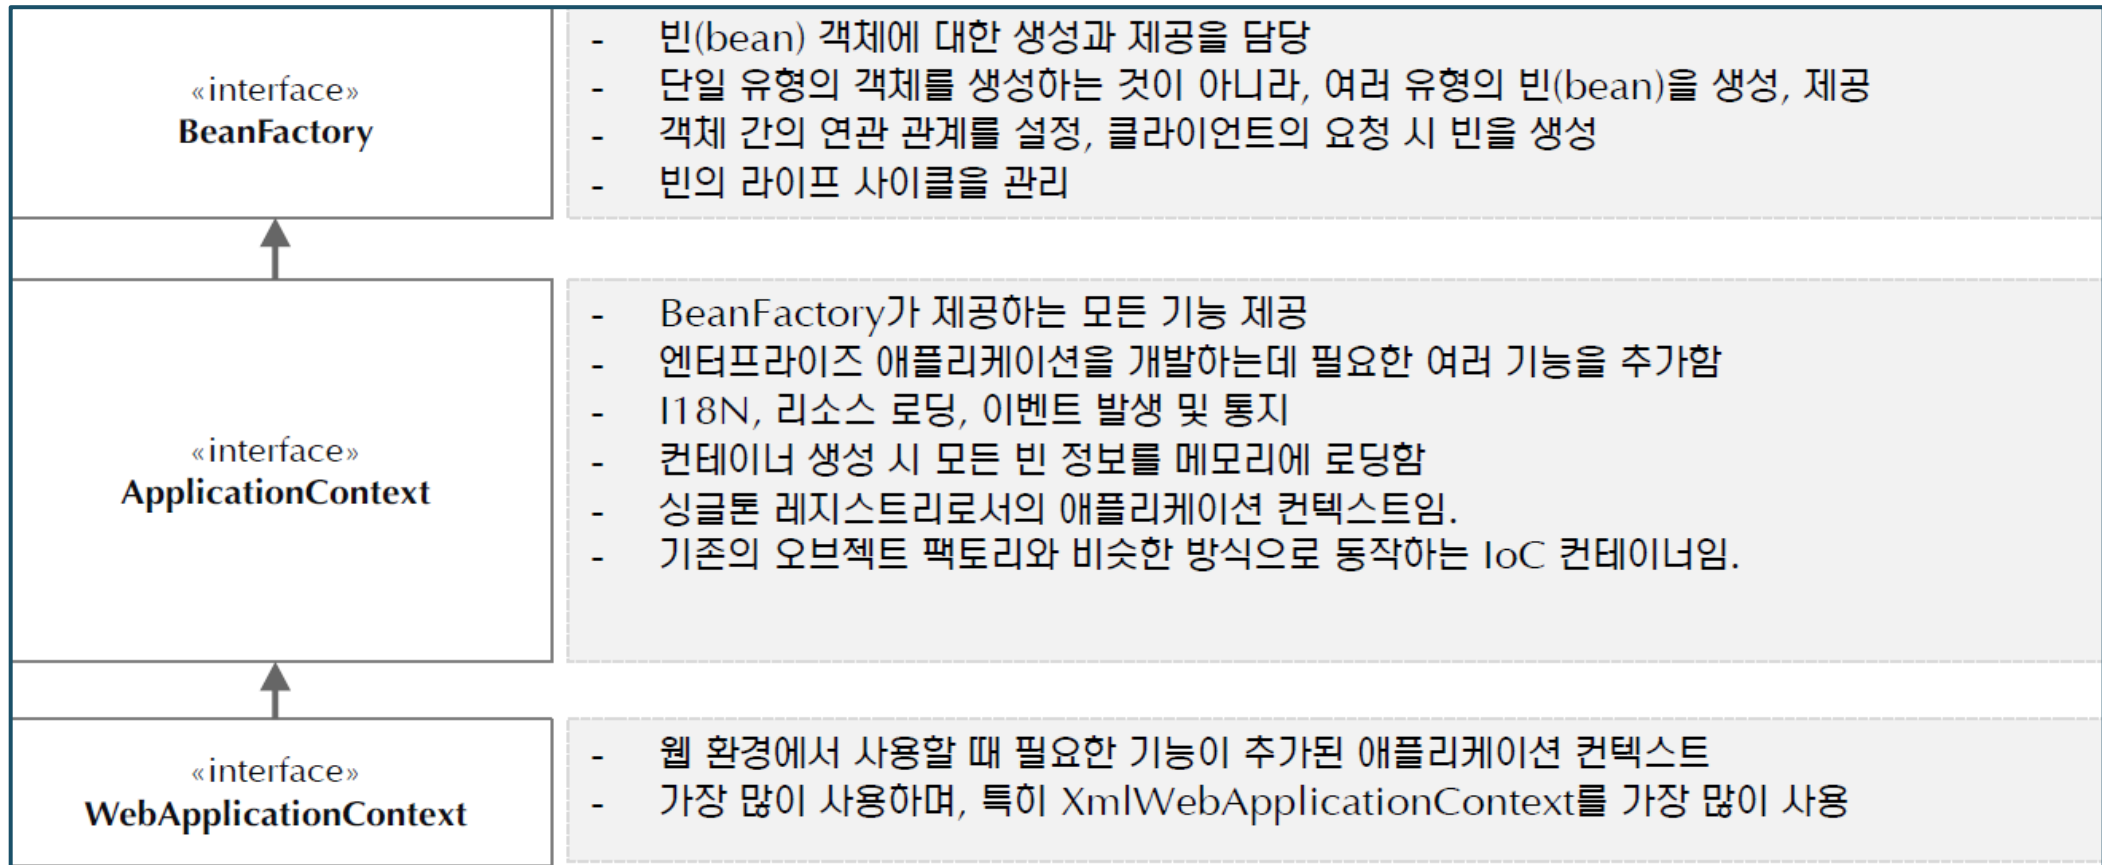 «interface»
BeanFactory
- 빈(bean) 객체에 대한 생성과 제공을 담당
- 단일 유형의 객체를 생성하는 것이 아니라, 여러 유형의 빈(bean)을 생성, 제공
- 객체 간의 연관 관계를 설정, 클라이언트의 요청 시 빈을 생성
- 빈의 라이프 사이클을 관리
«interface»
ApplicationContext
- BeanFactory가 제공하는 모든 기능 제공
- 엔터프라이즈 애플리케이션을 개발하는데 필요한 여러 기능을 추가함
- I18N, 리소스 로딩, 이벤트 발생 및 통지
- 컨테이너 생성 시 모든 빈 정보를 메모리에 로딩함
- 싱글톤 레지스트리로서의 애플리케이션 컨텍스트임.
- 기존의 오브젝트 팩토리와 비슷한 방식으로 동작하는 IoC 컨테이너임.
«interface»
WebApplicationContext
- 웹 환경에서 사용할 때 필요한 기능이 추가된 애플리케이션 컨텍스트
- 가장 많이 사용하며, 특히 XmlWebApplicationContext를 가장 많이 사용